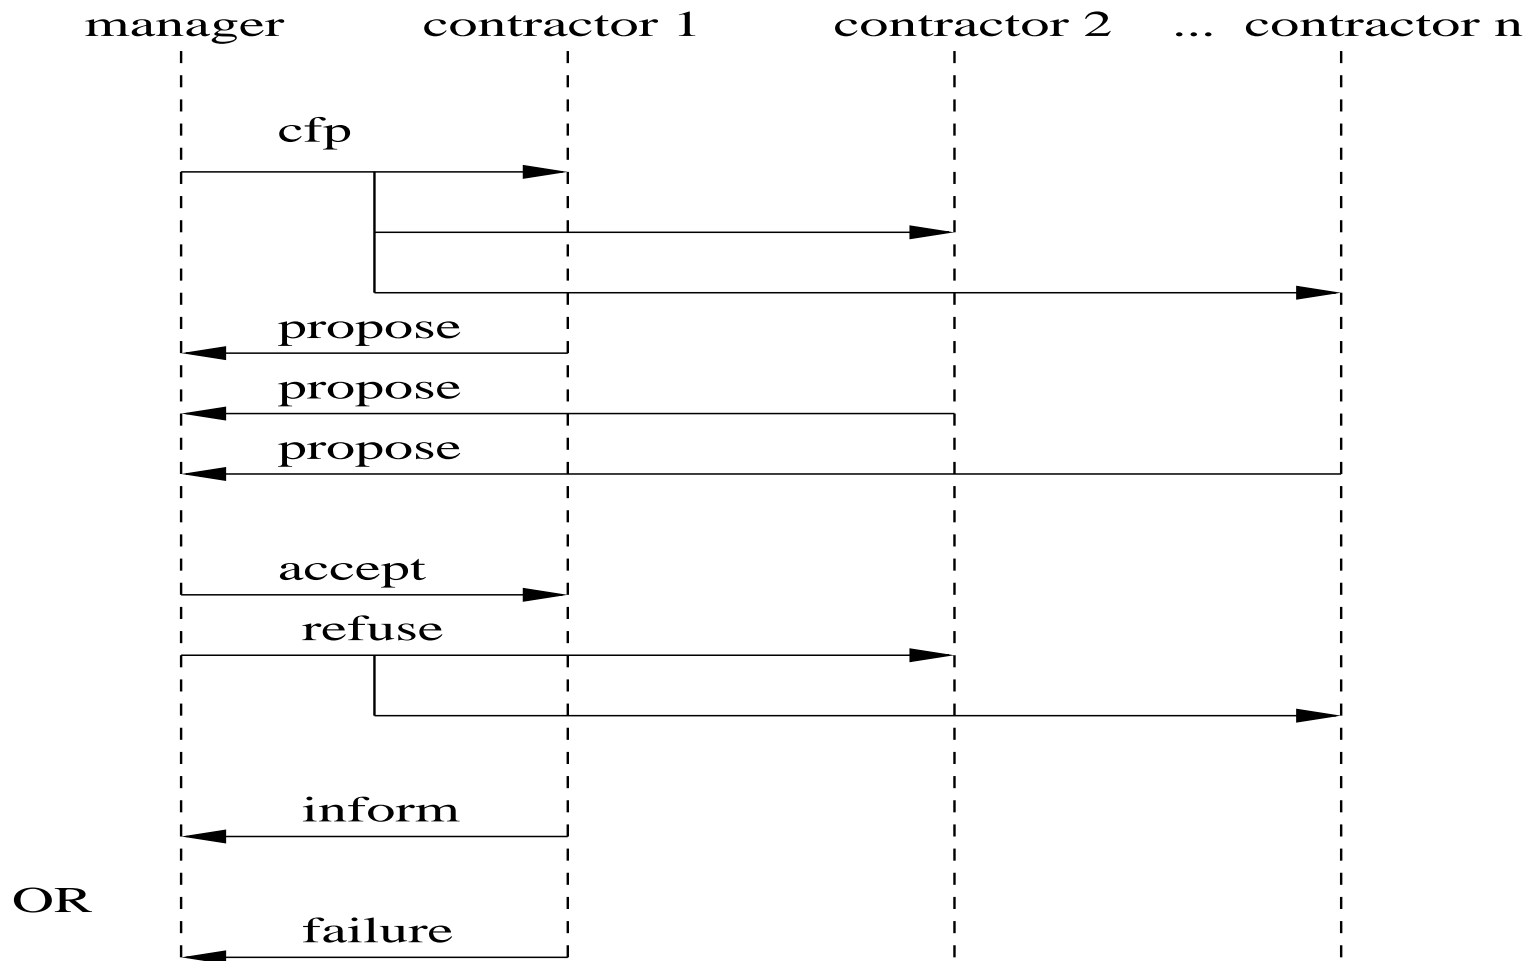 manager contractor 1 contractor 2 ... contractor n
cfp
propose
propose
propose
accept
refuse
inform
OR
failure